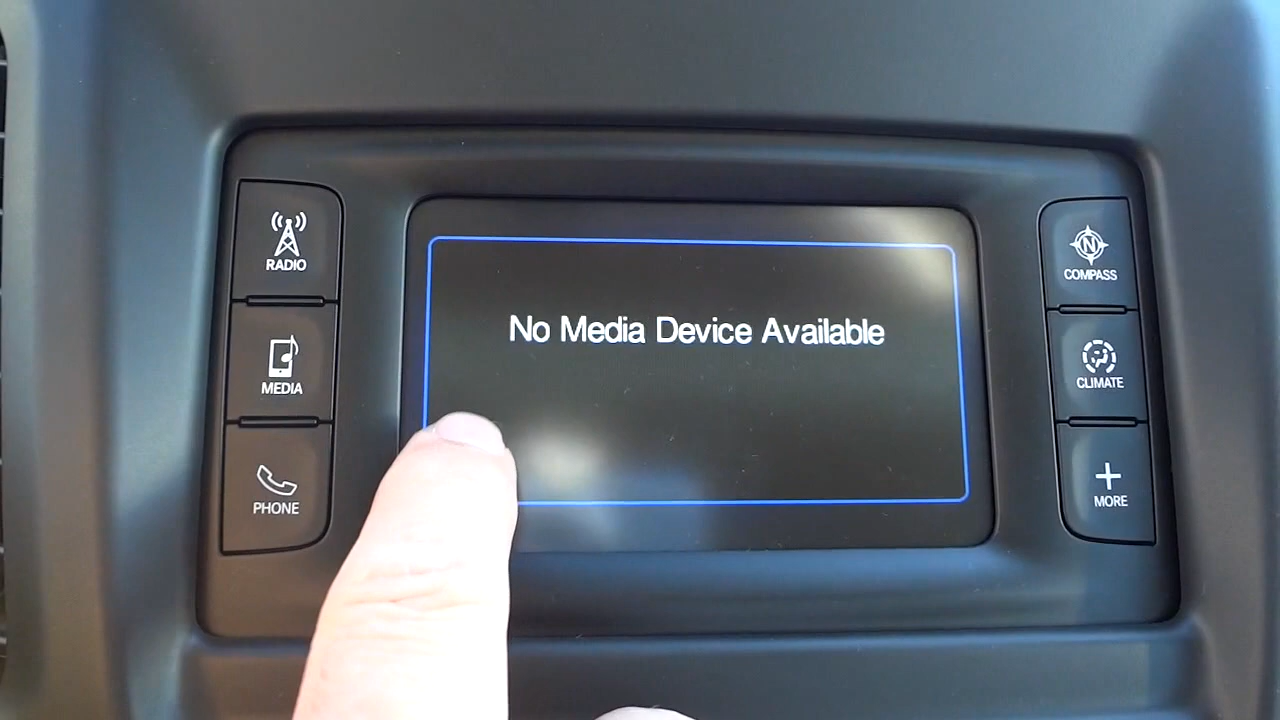 RADIO
MEDIA
PHONE
No Media Device Available
N
COMPASS
CLIMATE
MORE